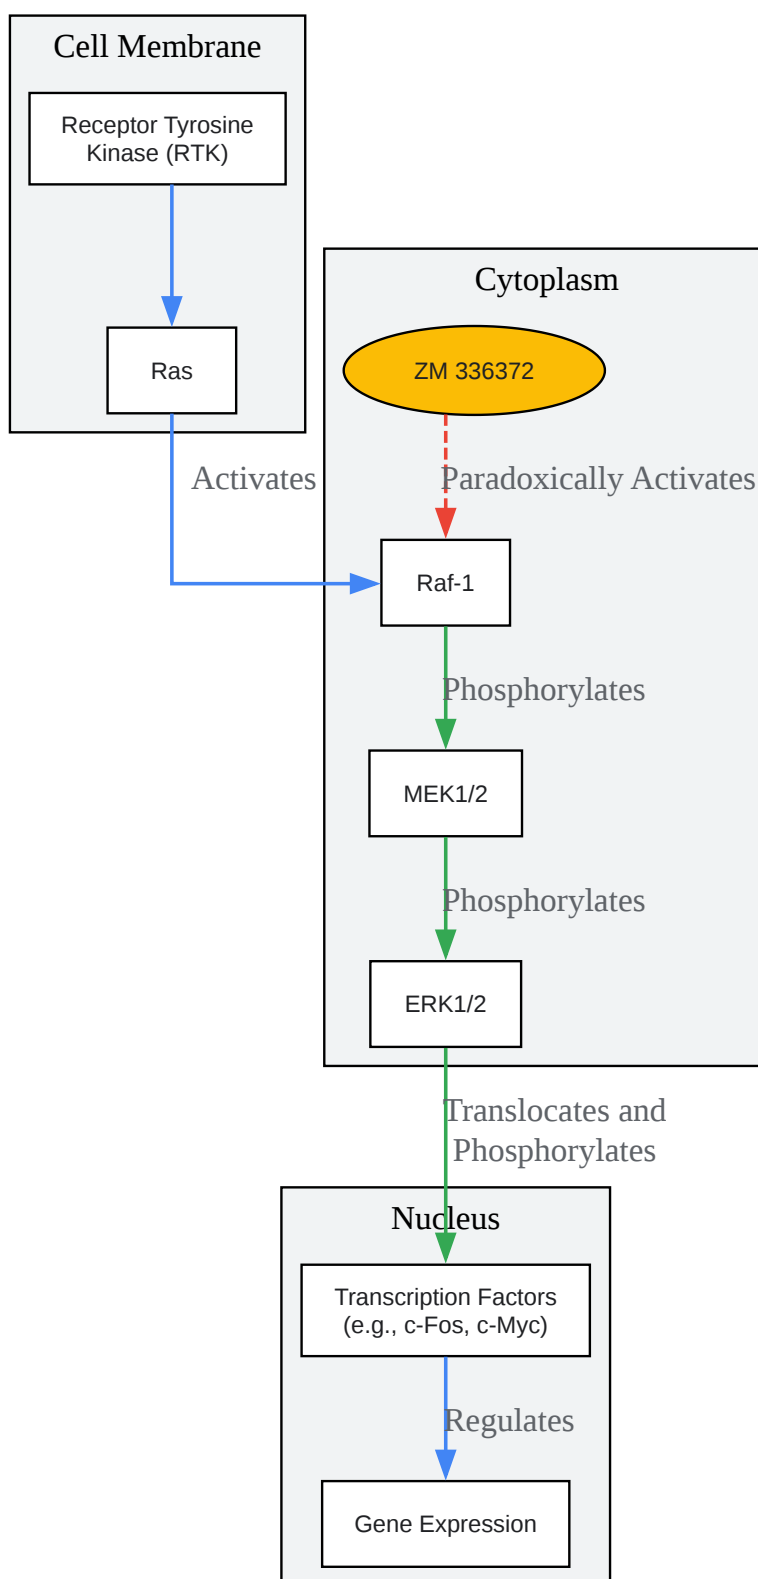 Cell Membrane
Receptor Tyrosine
Kinase (RTK)
Ras
Activates
Cytoplasm
ZM 336372
Paradoxically Activates
Raf-1
Phosphorylates
MEK1/2
Phosphorylates
ERK1/2
Translocates and
Phosphorylates
Nucleus
Transcription Factors
(e.g., c-Fos, c-Myc)
Regulates
Gene Expression